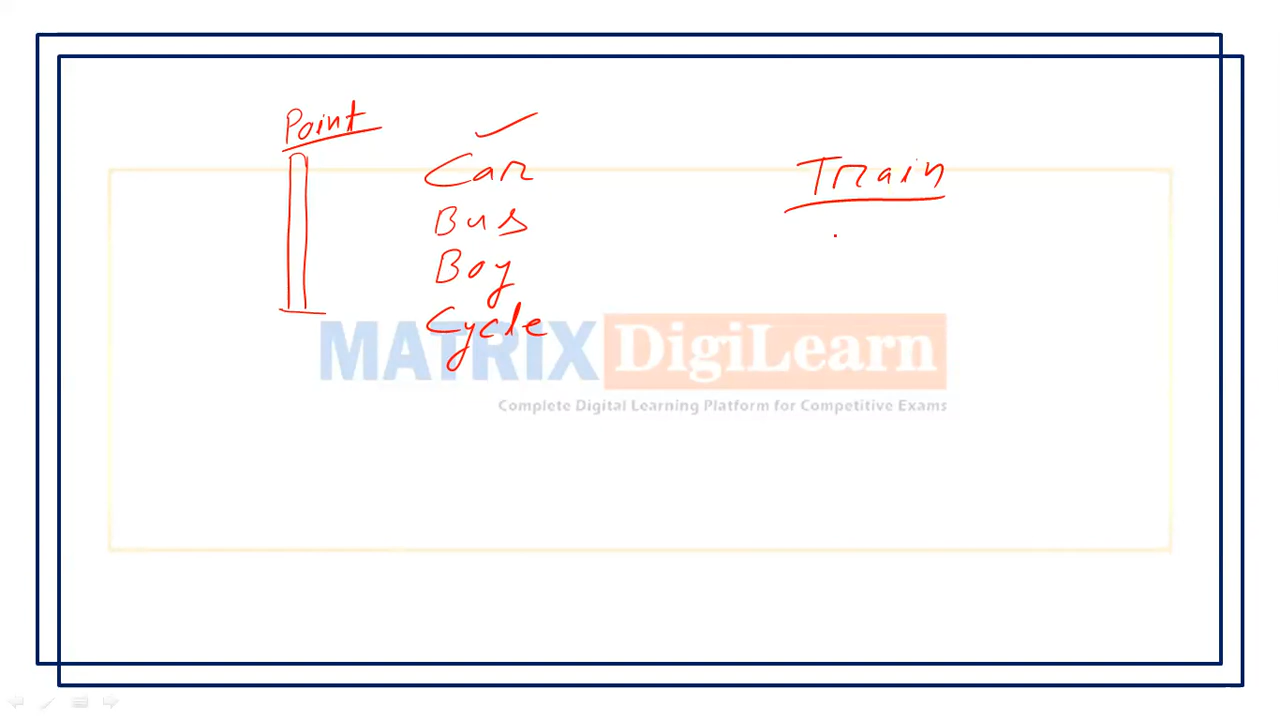 Point
Car
Bus
Boy
Cycle
Train
MATRIX DigiLearn
Complete Digital Learning Platform for Competitive Exams